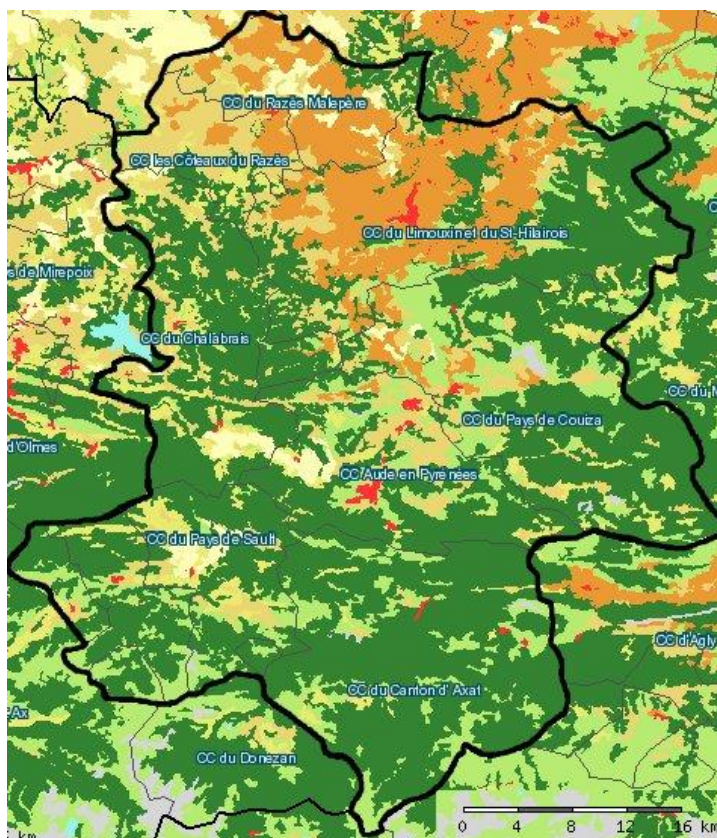 CC du Razès Malepère
CC les Côteaux du Razès
CC du Limouxin et du St-Hilairois
s de Mirepoix
CC du Chalabrais
CC du
CC du Pays de Couiza
d'Olmes
CC Aude en Pyrénées
CC du Pays de Sault
CC d'Agly
CC du Canton d' Axat
-Ax
CC du Donezan
0 4 8 12 16 km